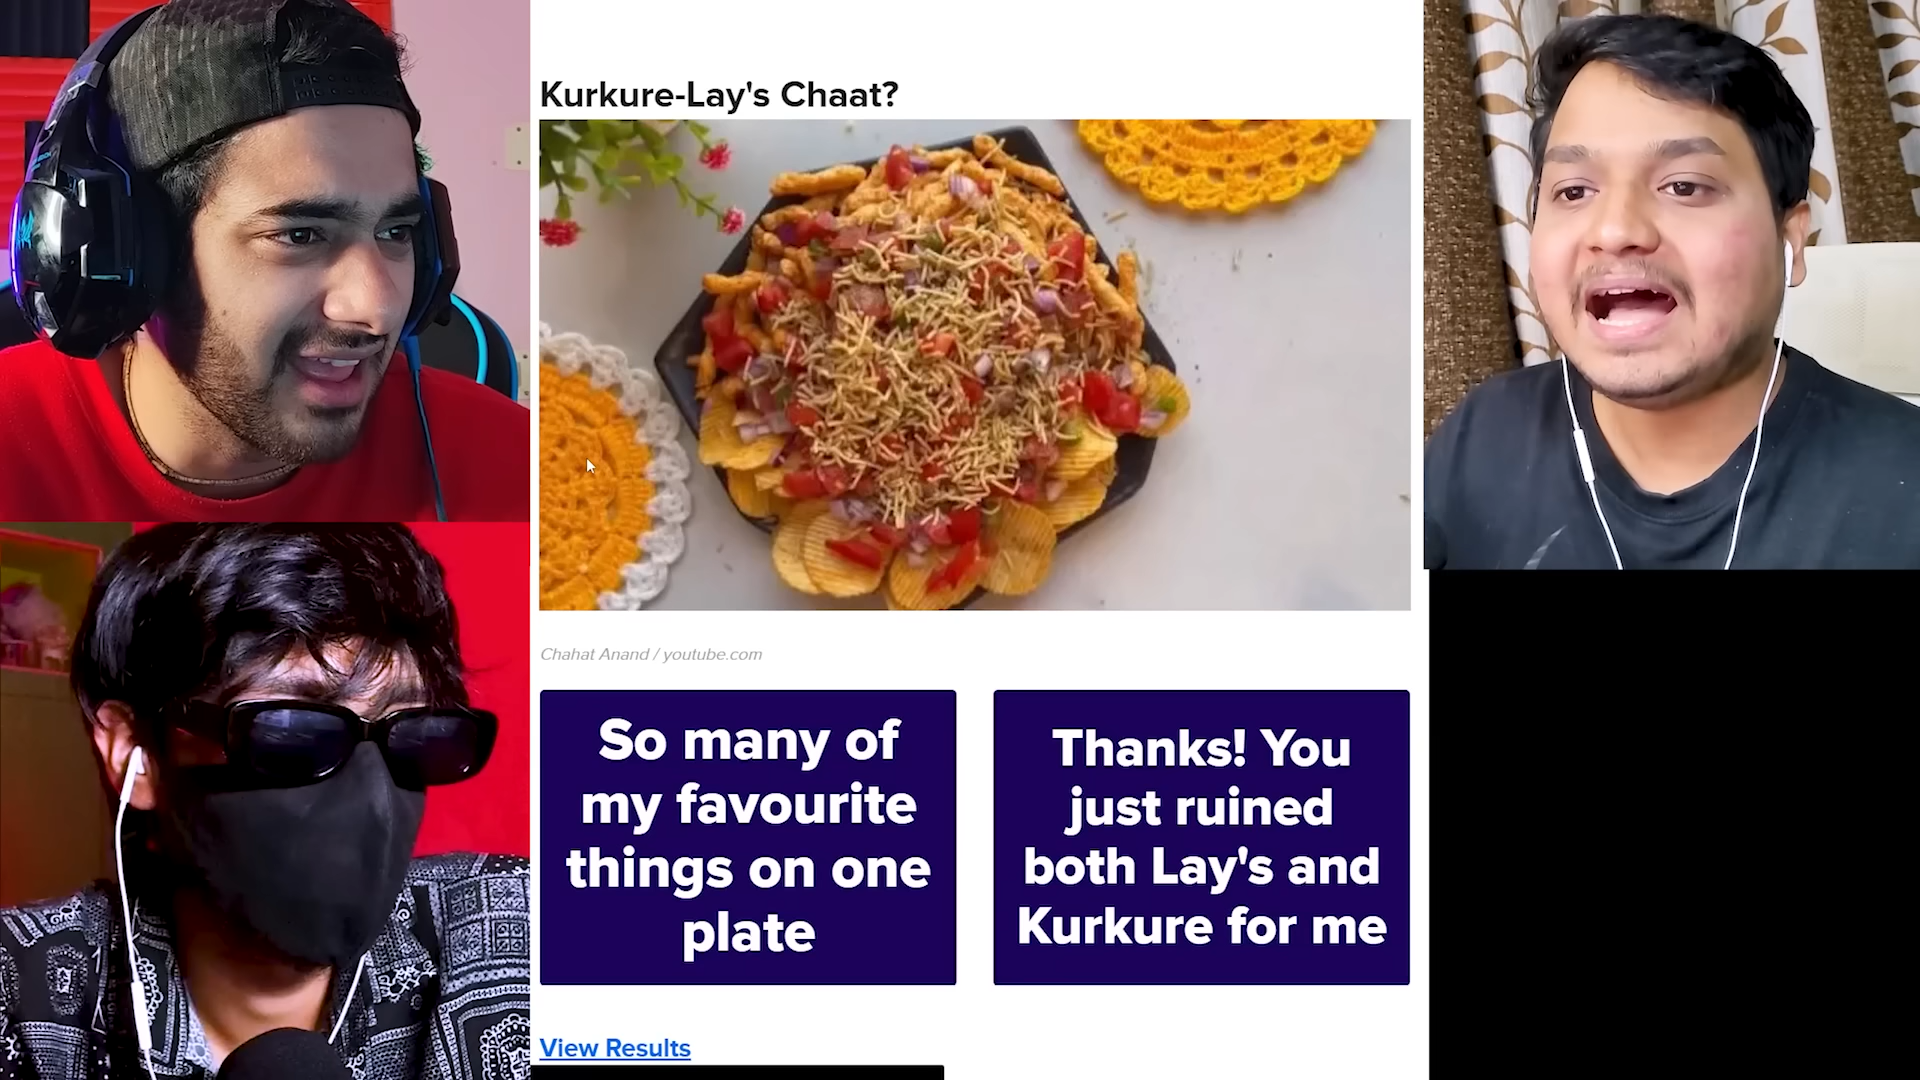 Kurkure-Lay's Chaat?
Chahat Anand / youtube.com
So many of
my favourite
things on one
plate
Thanks! You
just ruined
both Lay's and
Kurkure for me
View Results